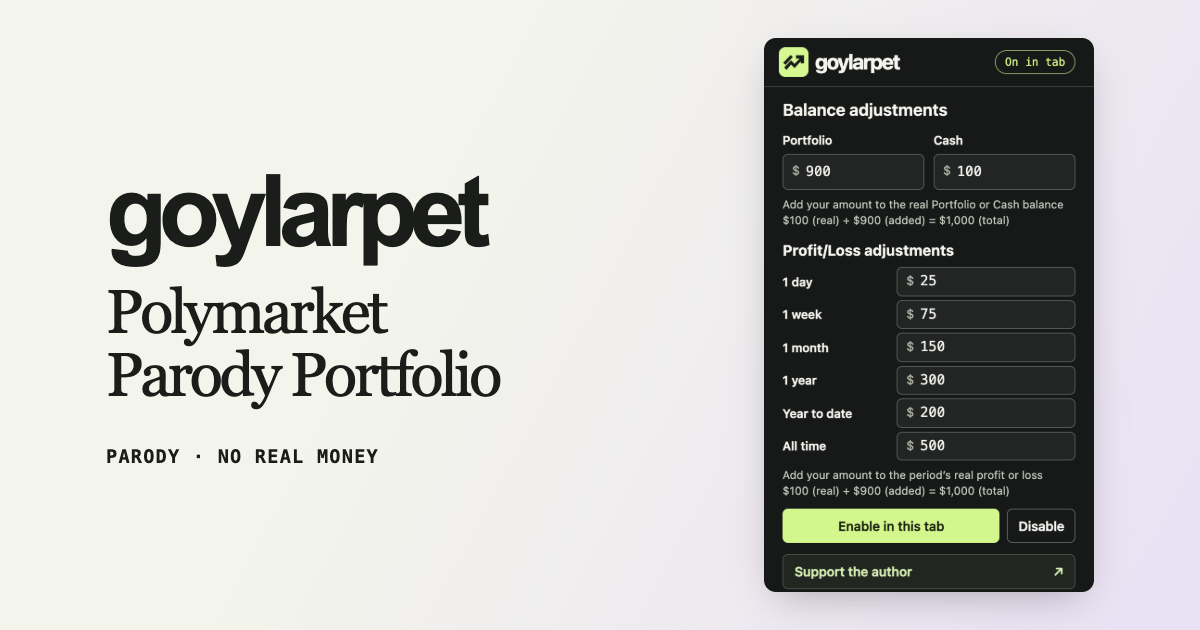 goylarpet
Polymarket
Parody Portfolio
PARODY · NO REAL MONEY
goylarpet
On in tab
Balance adjustments
Portfolio Cash
$ 900 $ 100
Add your amount to the real Portfolio or Cash balance
$100 (real) + $900 (added) = $1,000 (total)
Profit/Loss adjustments
1 day $ 25
1 week $ 75
1 month $ 150
1 year $ 300
Year to date $ 200
All time $ 500
Add your amount to the period’s real profit or loss
$100 (real) + $900 (added) = $1,000 (total)
Enable in this tab Disable
Support the author ↗